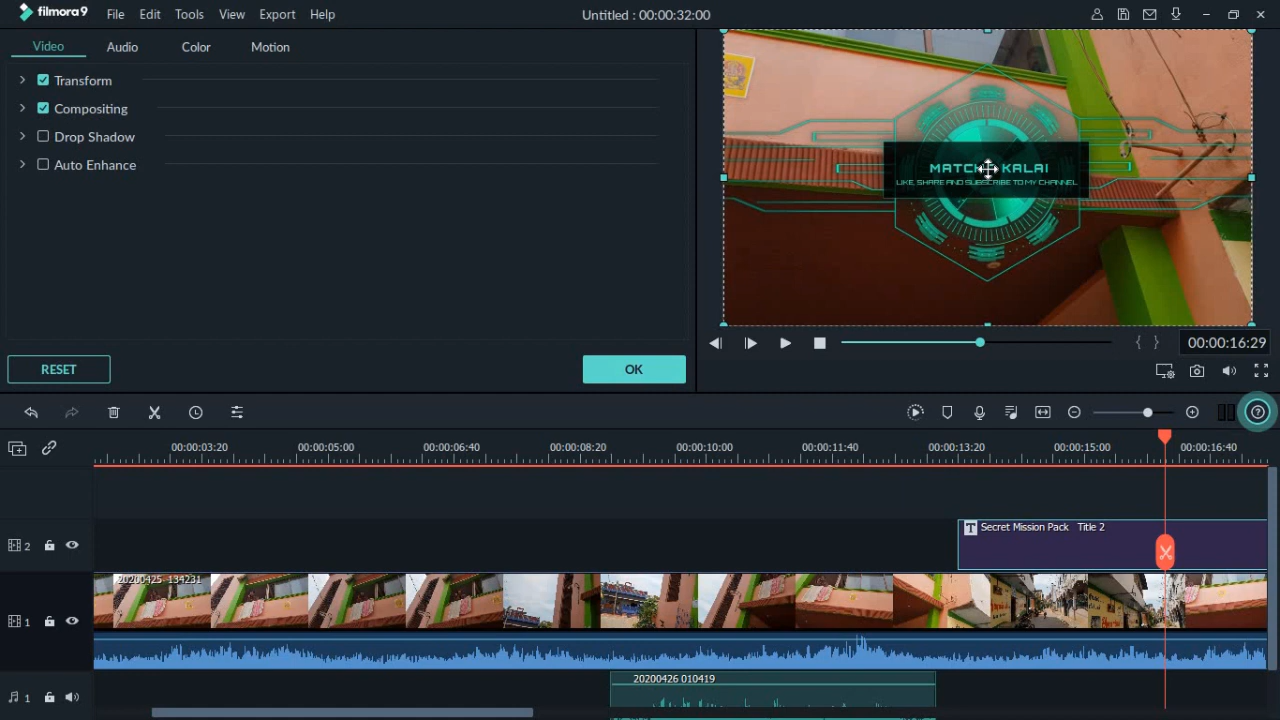 filmora9 File Edit Tools View Export Help Untitled : 00:00:32:00
Video Audio Color Motion
Transform
Compositing
Drop Shadow
Auto Enhance
LIKE, SHARE AND SUBSCRIBE TO MY CHANNEL
RESET OK
00:00:16:29
00:00:03:20 00:00:05:00 00:00:06:40 00:00:08:20 00:00:10:00 00:00:11:40 00:00:13:20 00:00:15:00 00:00:16:40
2
T Secret Mission Pack Title 2
1
20200425_134231
1
20200426 010419